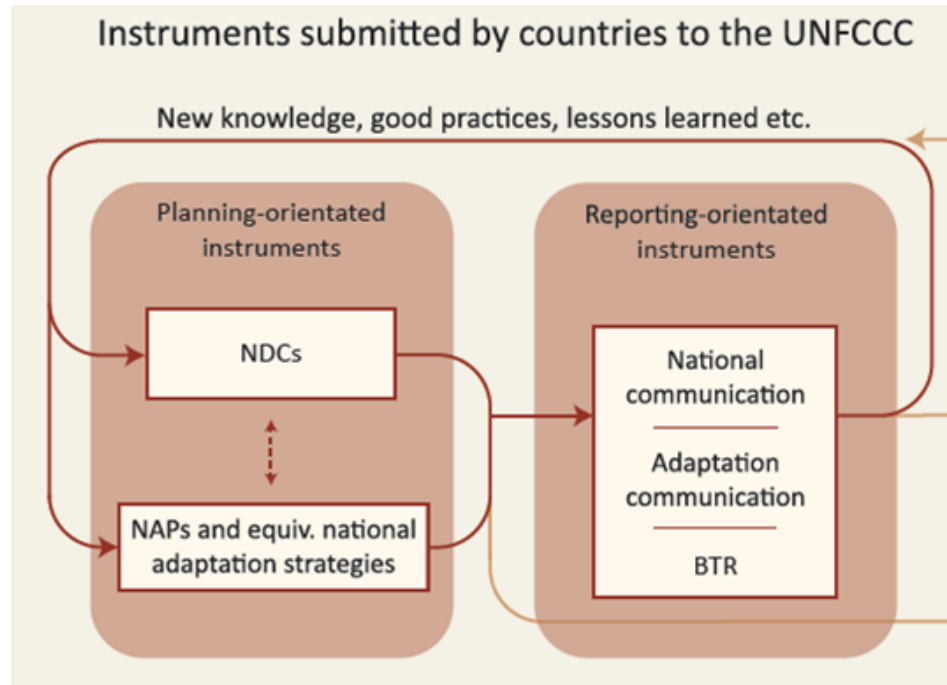 Instruments submitted by countries to the UNFCCC
New knowledge, good practices, lessons learned etc.
Planning-orientated
instruments
NDCs
NAPs and equiv. national
adaptation strategies
Reporting-orientated
instruments
National
communication
Adaptation
communication
BTR